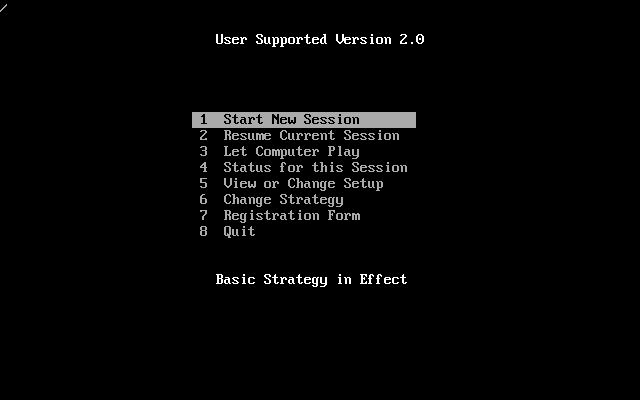 User Supported Version 2.0
1 Start New Session
2 Resume Current Session
3 Let Computer Play
4 Status for this Session
5 View or Change Setup
6 Change Strategy
7 Registration Form
8 Quit
Basic Strategy in Effect